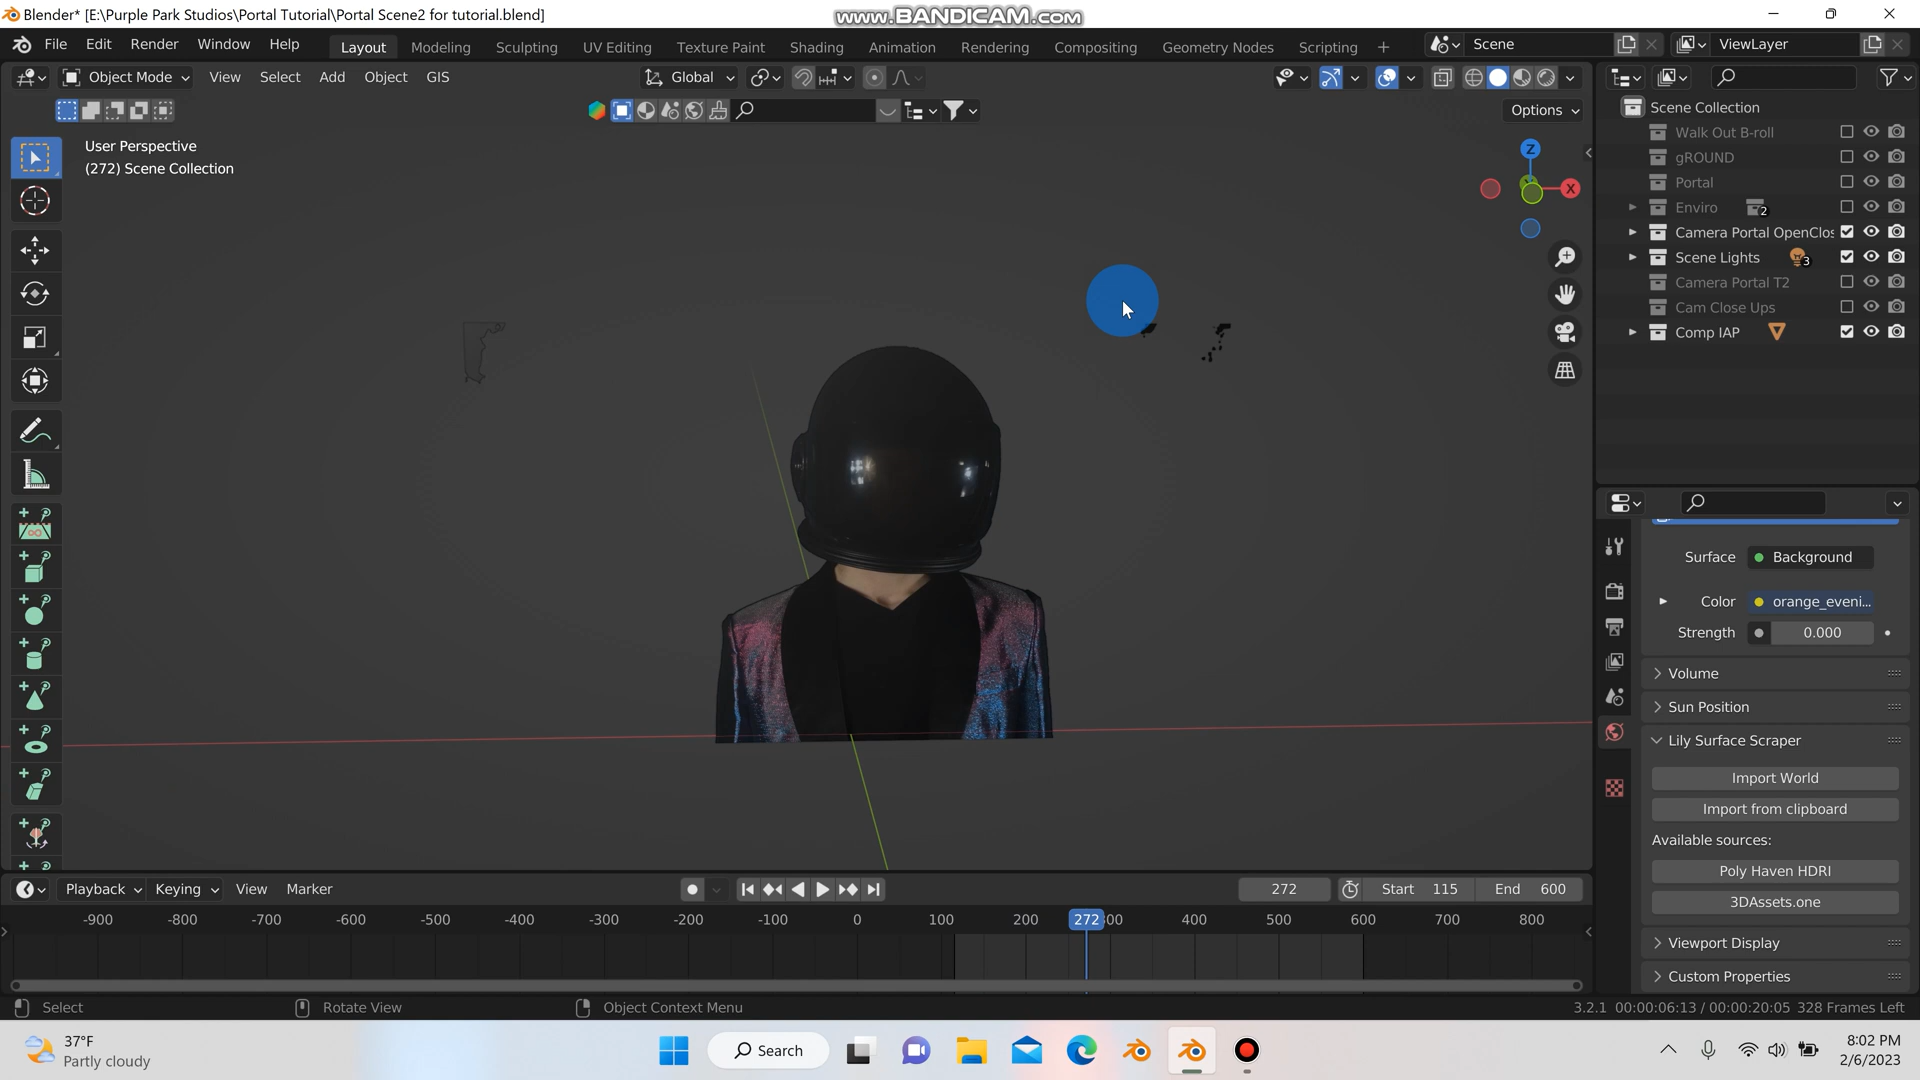 Blender* [E:\Purple Park Studios\Portal Tutorial\Portal Scene2 for tutorial.blend]
www.BANDICAM.com
File Edit Render Window Help Layout Modeling Sculpting UV Editing Texture Paint Shading Animation Rendering Compositing Geometry Nodes Scripting + Scene ViewLayer
Object Mode View Select Add Object GIS Global
Options
User Perspective
(272) Scene Collection
Z
X
Scene Collection
Walk Out B-roll
gROUND
Portal
Enviro 2
Camera Portal OpenClos
Scene Lights 3
Camera Portal T2
Cam Close Ups
Comp IAP
Surface Background
Color orange_eveni...
Strength 0.000
Volume
Sun Position
Lily Surface Scraper
Import World
Import from clipboard
Available sources:
Poly Haven HDRI
3DAssets.one
Viewport Display
Custom Properties
Playback Keying View Marker 272 Start 115 End 600
-900 -800 -700 -600 -500 -400 -300 -200 -100 0 100 200 272 00 400 500 600 700 800
Select Rotate View Object Context Menu 3.2.1 00:00:06:13 / 00:00:20:05 328 Frames Left
37°F
Partly cloudy
Search
8:02 PM
2/6/2023